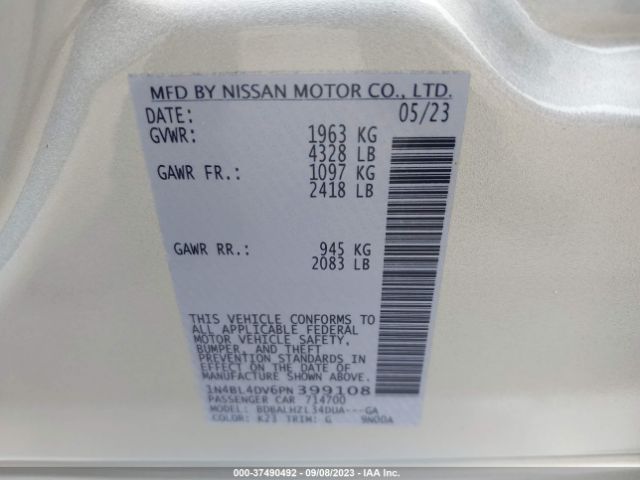 MFD BY NISSAN MOTOR CO., LTD.
DATE: 05/23
GVWR: 1963 KG
4328 LB
GAWR FR.: 1097 KG
2418 LB
GAWR RR.: 945 KG
2083 LB
THIS VEHICLE CONFORMS TO
ALL APPLICABLE FEDERAL
MOTOR VEHICLE SAFETY,
BUMPER, AND THEFT
PREVENTION STANDARDS IN
EFFECT ON THE DATE OF
MANUFACTURE SHOWN ABOVE.
1N4BL4DV6PN399108
PASSENGER CAR 714700
MODEL: BDBALHZL34DUA---GA
COLOR: K23 TRIM: G 9N00A
000-37490492 - 09/08/2023 - IAA